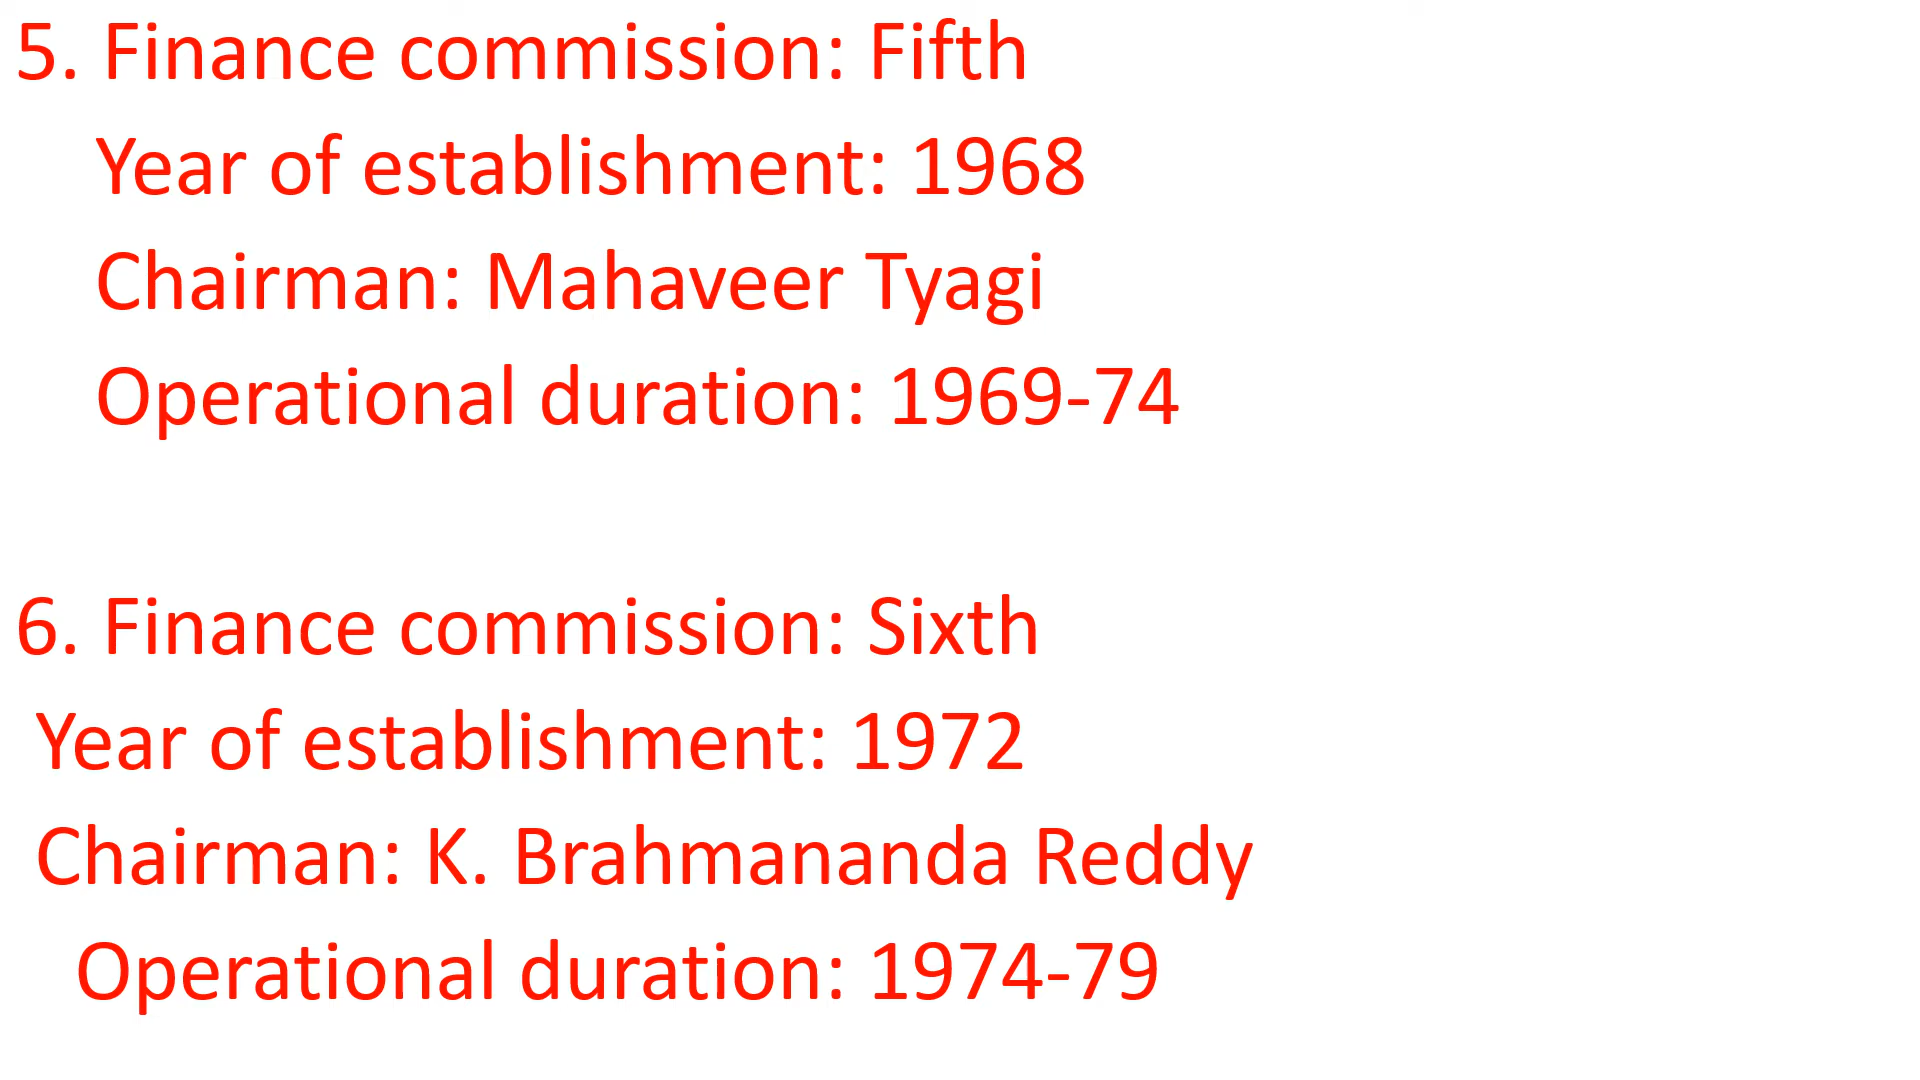 5. Finance commission: Fifth
Year of establishment: 1968
Chairman: Mahaveer Tyagi
Operational duration: 1969-74
6. Finance commission: Sixth
Year of establishment: 1972
Chairman: K. Brahmananda Reddy
Operational duration: 1974-79